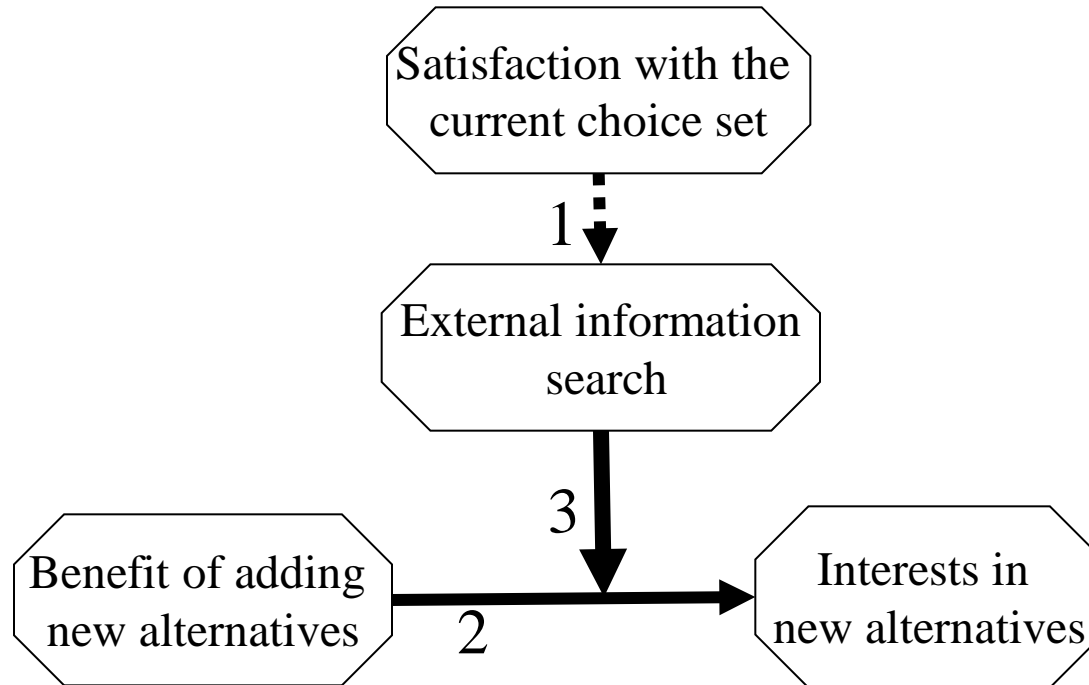 Satisfaction with the
current choice set
1
External information
search
3
Benefit of adding
new alternatives
2
Interests in
new alternatives